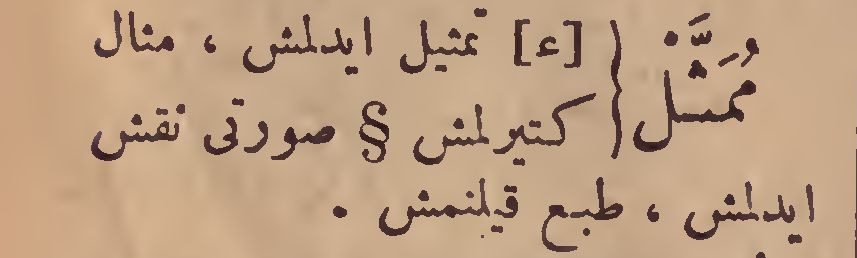 مُمَثَّلْ { [ء] تمثيل ايدلمش ، مثال
كتيرلمش § صورتى نقش
ايدلمش ، طبع قيلنمش .